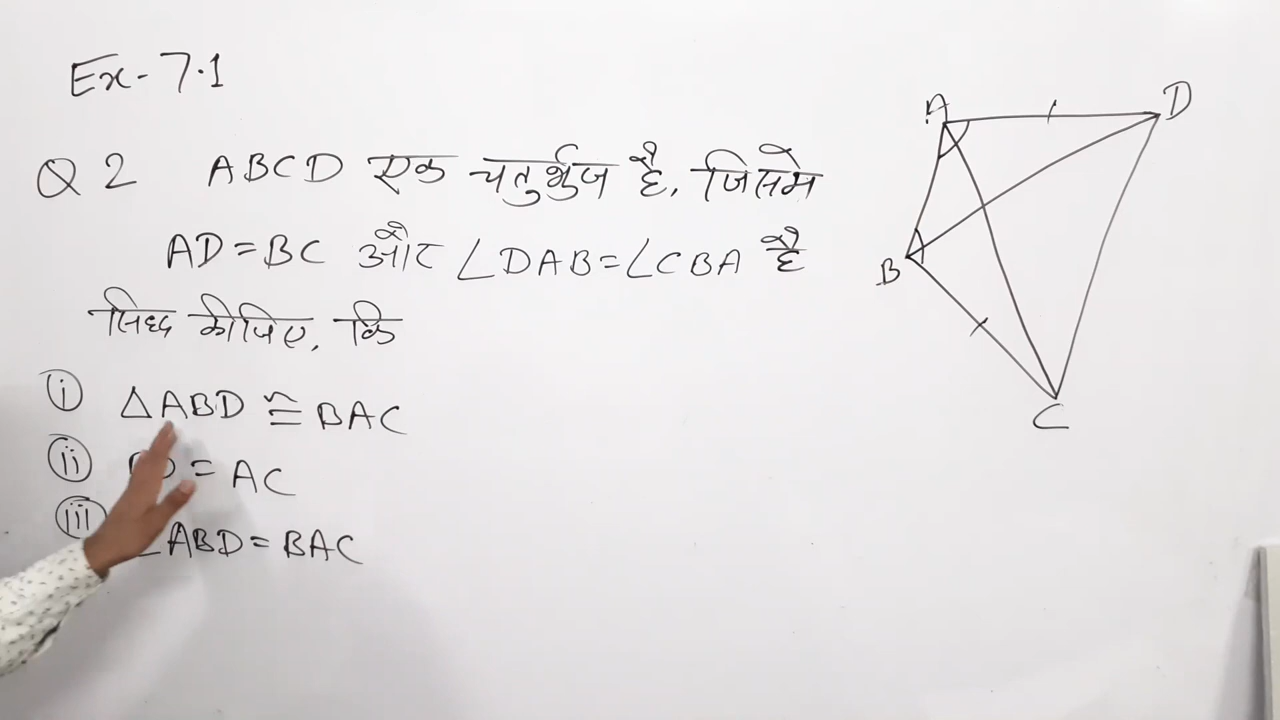 Ex-7.1
Q 2 ABCD एक चतुर्भुज है, जिसमे
AD=BC और ∠DAB=∠CBA है
सिध्द कीजिए, कि
i △ABD ≅ BAC
ii = AC
iii ∠ABD=BAC
A
D
B
C